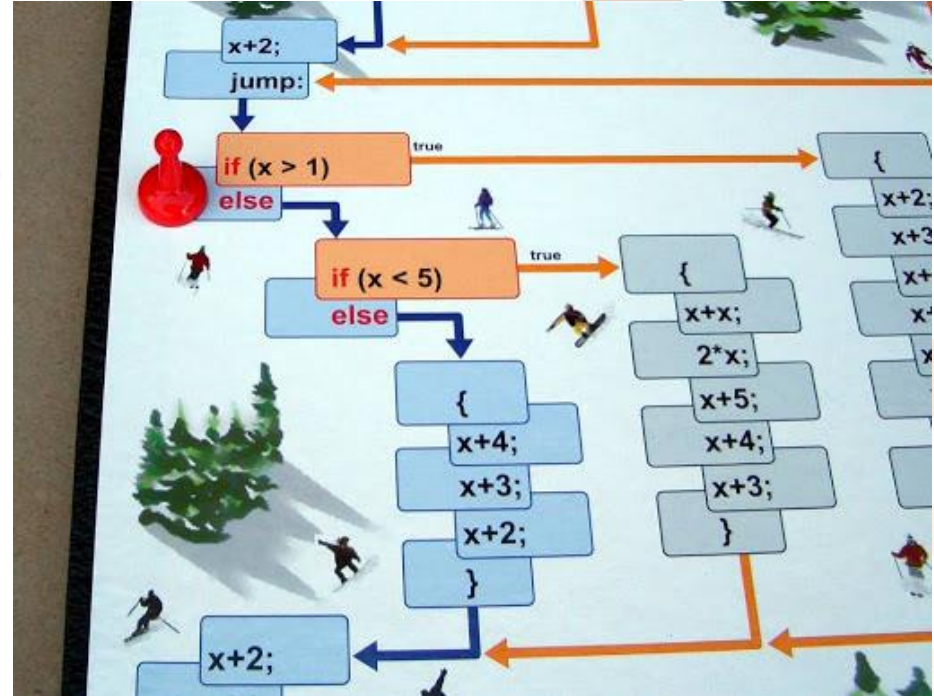 x+2;
jump:
if (x > 1)
true
else
if (x < 5)
true
else
{
x+4;
x+3;
x+2;
}
x+2;
{
x+x;
2*x;
x+5;
x+4;
x+3;
}
{
x+2;
x+3
x+
x+
x